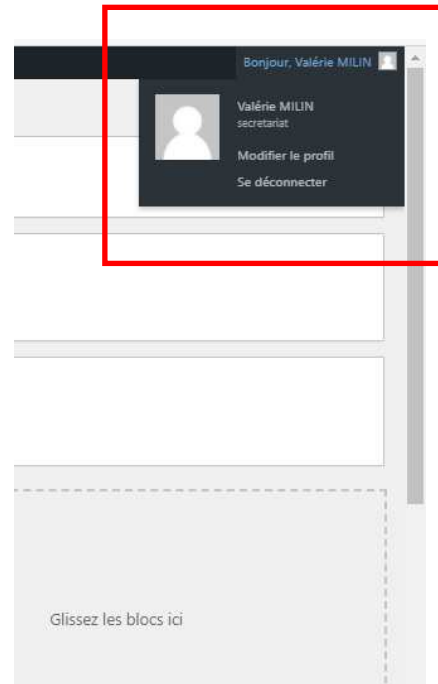 Bonjour, Valérie MILIN
Valérie MILIN
secretariat
Modifier le profil
Se déconnecter
Glissez les blocs ici